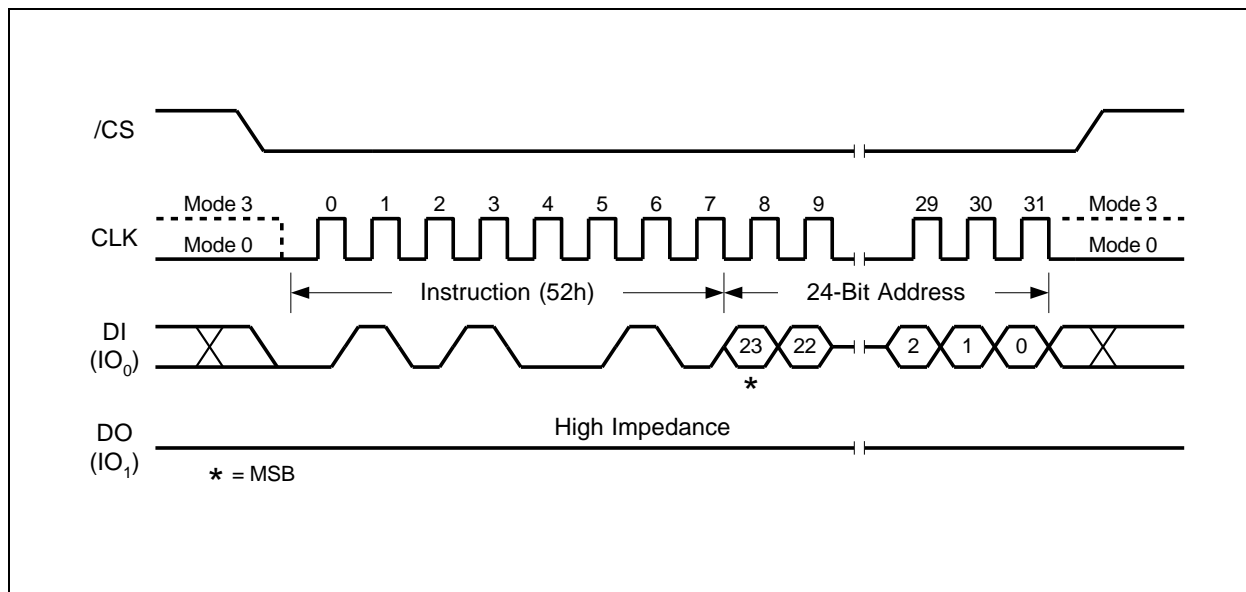 /CS
Mode 3 0 1 2 3 4 5 6 7 8 9 29 30 31 Mode 3
CLK
Mode 0 Mode 0
Instruction (52h) 24-Bit Address
DI
(IO0)
23 22 2 1 0
*
High Impedance
DO
(IO1)
* = MSB